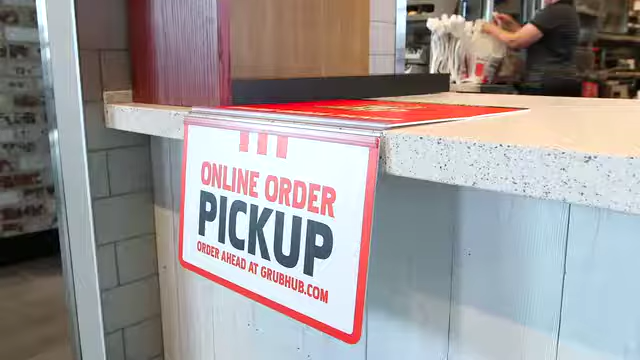 ONLINE ORDER
PICKUP
ORDER AHEAD AT GRUBHUB.COM